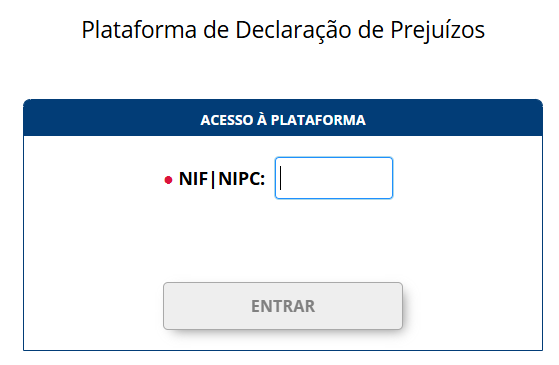 Plataforma de Declaração de Prejuízos
ACESSO À PLATAFORMA
NIF|NIPC:
ENTRAR